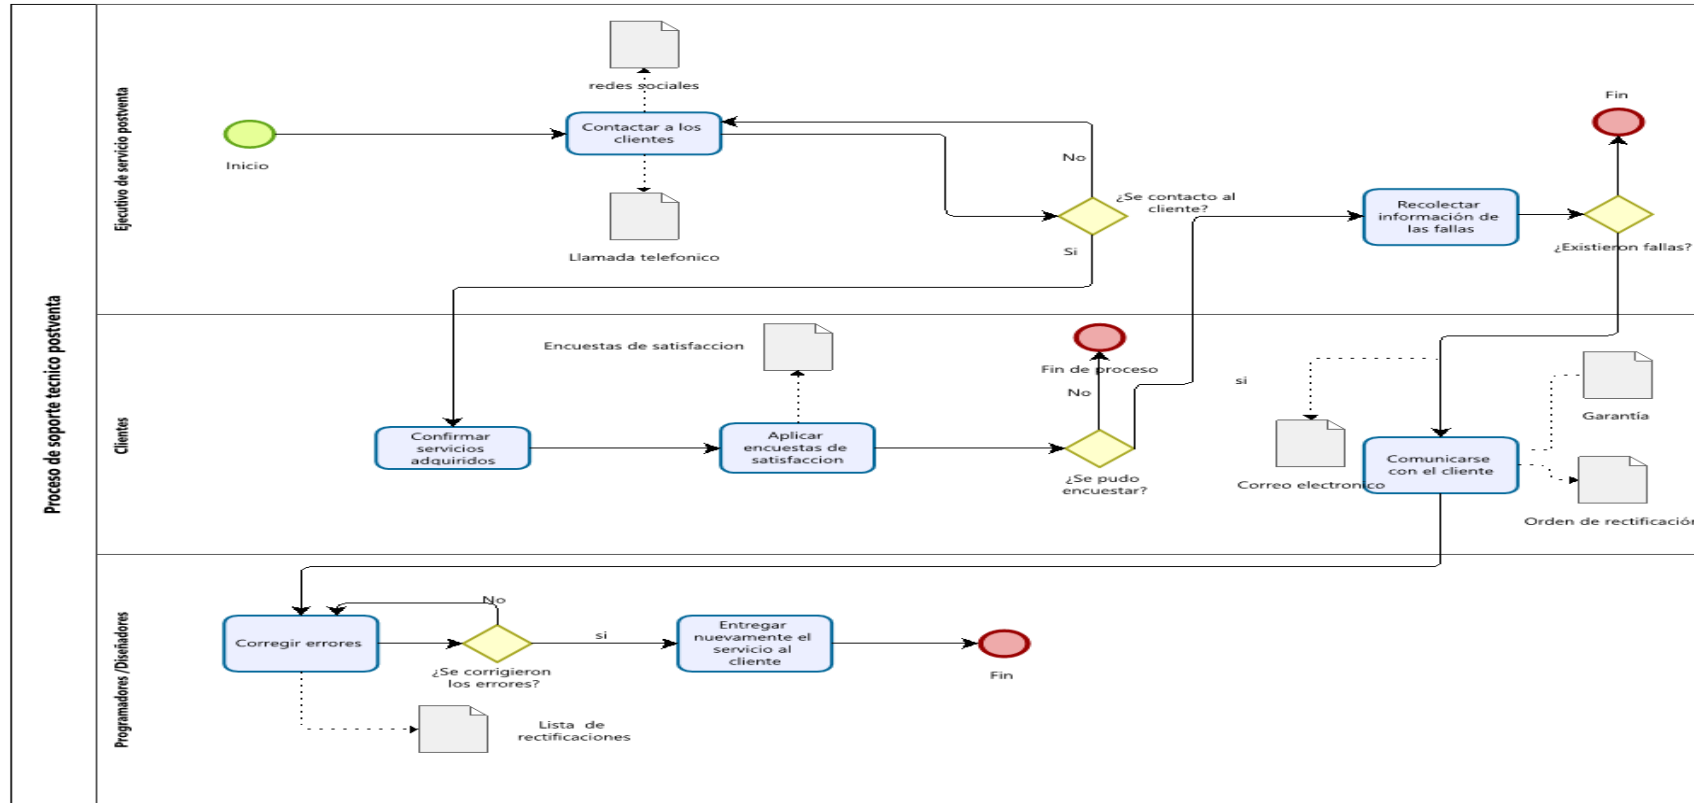 Proceso de soporte tecnico postventa
Ejecutivo de servicio postventa
Inicio
redes sociales
Contactar a los
clientes
Llamada telefonico
No
¿Se contacto al
cliente?
Si
Recolectar
información de
las fallas
Fin
¿Existieron fallas?
Clientes
Encuestas de satisfaccion
Confirmar
servicios
adquiridos
Aplicar
encuestas de
satisfaccion
Fin de proceso
No
¿Se pudo
encuestar?
si
Correo electronico
Comunicarse
con el cliente
Garantía
Orden de rectificación
Programadores /Diseñadores
Corregir errores
No
¿Se corrigieron
los errores?
si
Lista de
rectificaciones
Entregar
nuevamente el
servicio al
cliente
Fin